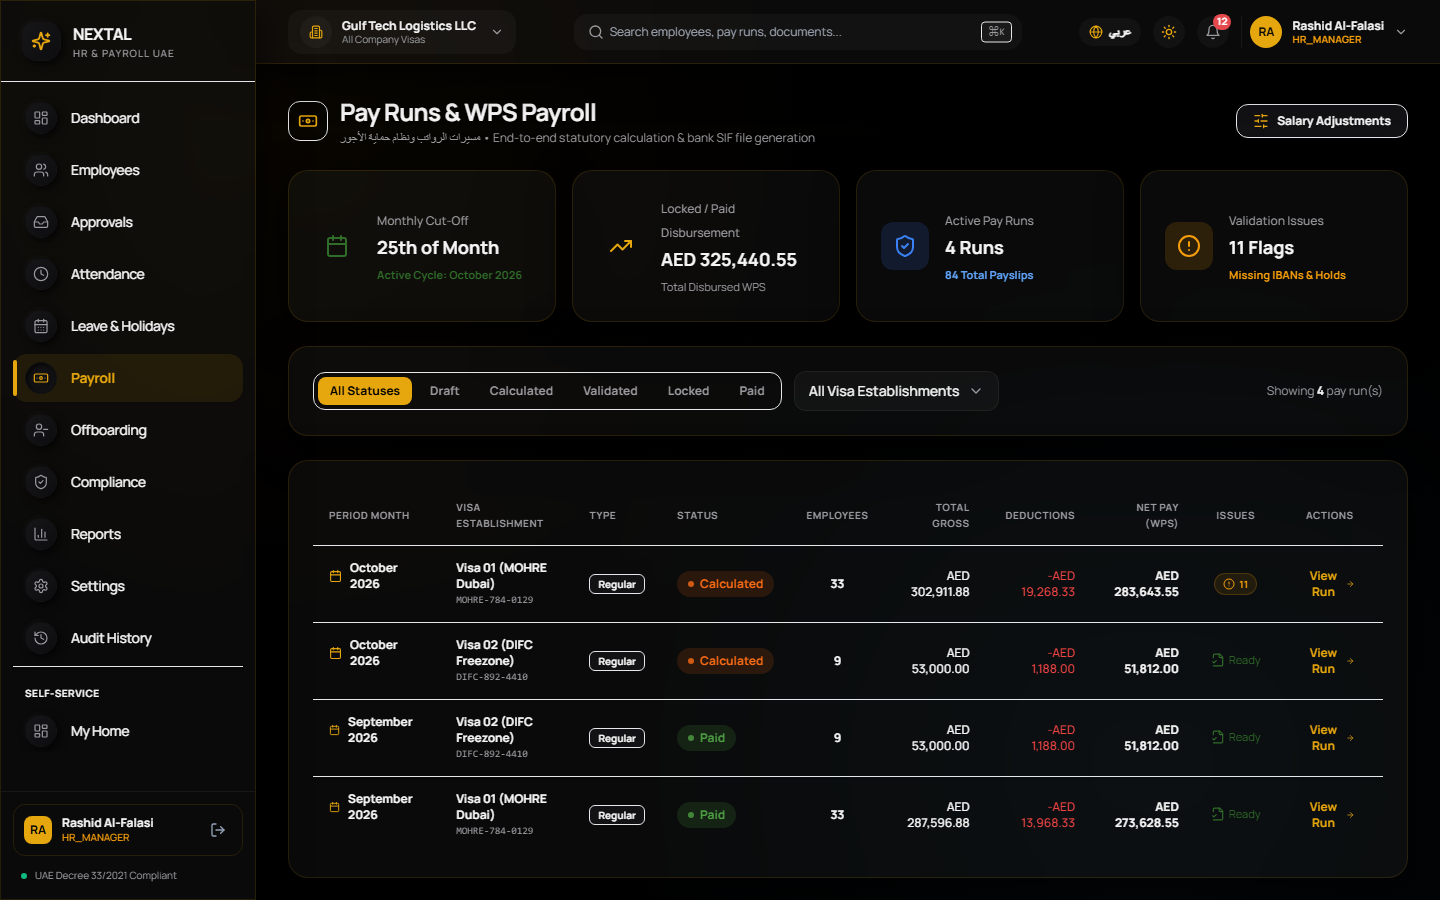 NEXTAL
HR & PAYROLL UAE
Dashboard
Employees
Approvals
Attendance
Leave & Holidays
Payroll
Offboarding
Compliance
Reports
Settings
Audit History
SELF-SERVICE
My Home
RA
Rashid Al-Falasi
HR_MANAGER
UAE Decree 33/2021 Compliant
Gulf Tech Logistics LLC
All Company Visas
Search employees, pay runs, documents...
⌘K
عربي
12
RA
Rashid Al-Falasi
HR_MANAGER
Pay Runs & WPS Payroll
مسيرات الرواتب ونظام حماية الأجور • End-to-end statutory calculation & bank SIF file generation
Salary Adjustments
Monthly Cut-Off
25th of Month
Active Cycle: October 2026
Locked / Paid
Disbursement
AED 325,440.55
Total Disbursed WPS
Active Pay Runs
4 Runs
84 Total Payslips
Validation Issues
11 Flags
Missing IBANs & Holds
All Statuses
Draft
Calculated
Validated
Locked
Paid
All Visa Establishments
Showing 4 pay run(s)
PERIOD MONTH
VISA
ESTABLISHMENT
TYPE
STATUS
EMPLOYEES
TOTAL
GROSS
DEDUCTIONS
NET PAY
(WPS)
ISSUES
ACTIONS
October
2026
Visa 01 (MOHRE
Dubai)
MOHRE-784-0129
Regular
Calculated
33
AED
302,911.88
-AED
19,268.33
AED
283,643.55
11
View
Run
October
2026
Visa 02 (DIFC
Freezone)
DIFC-892-4410
Regular
Calculated
9
AED
53,000.00
-AED
1,188.00
AED
51,812.00
Ready
View
Run
September
2026
Visa 02 (DIFC
Freezone)
DIFC-892-4410
Regular
Paid
9
AED
53,000.00
-AED
1,188.00
AED
51,812.00
Ready
View
Run
September
2026
Visa 01 (MOHRE
Dubai)
MOHRE-784-0129
Regular
Paid
33
AED
287,596.88
-AED
13,968.33
AED
273,628.55
Ready
View
Run